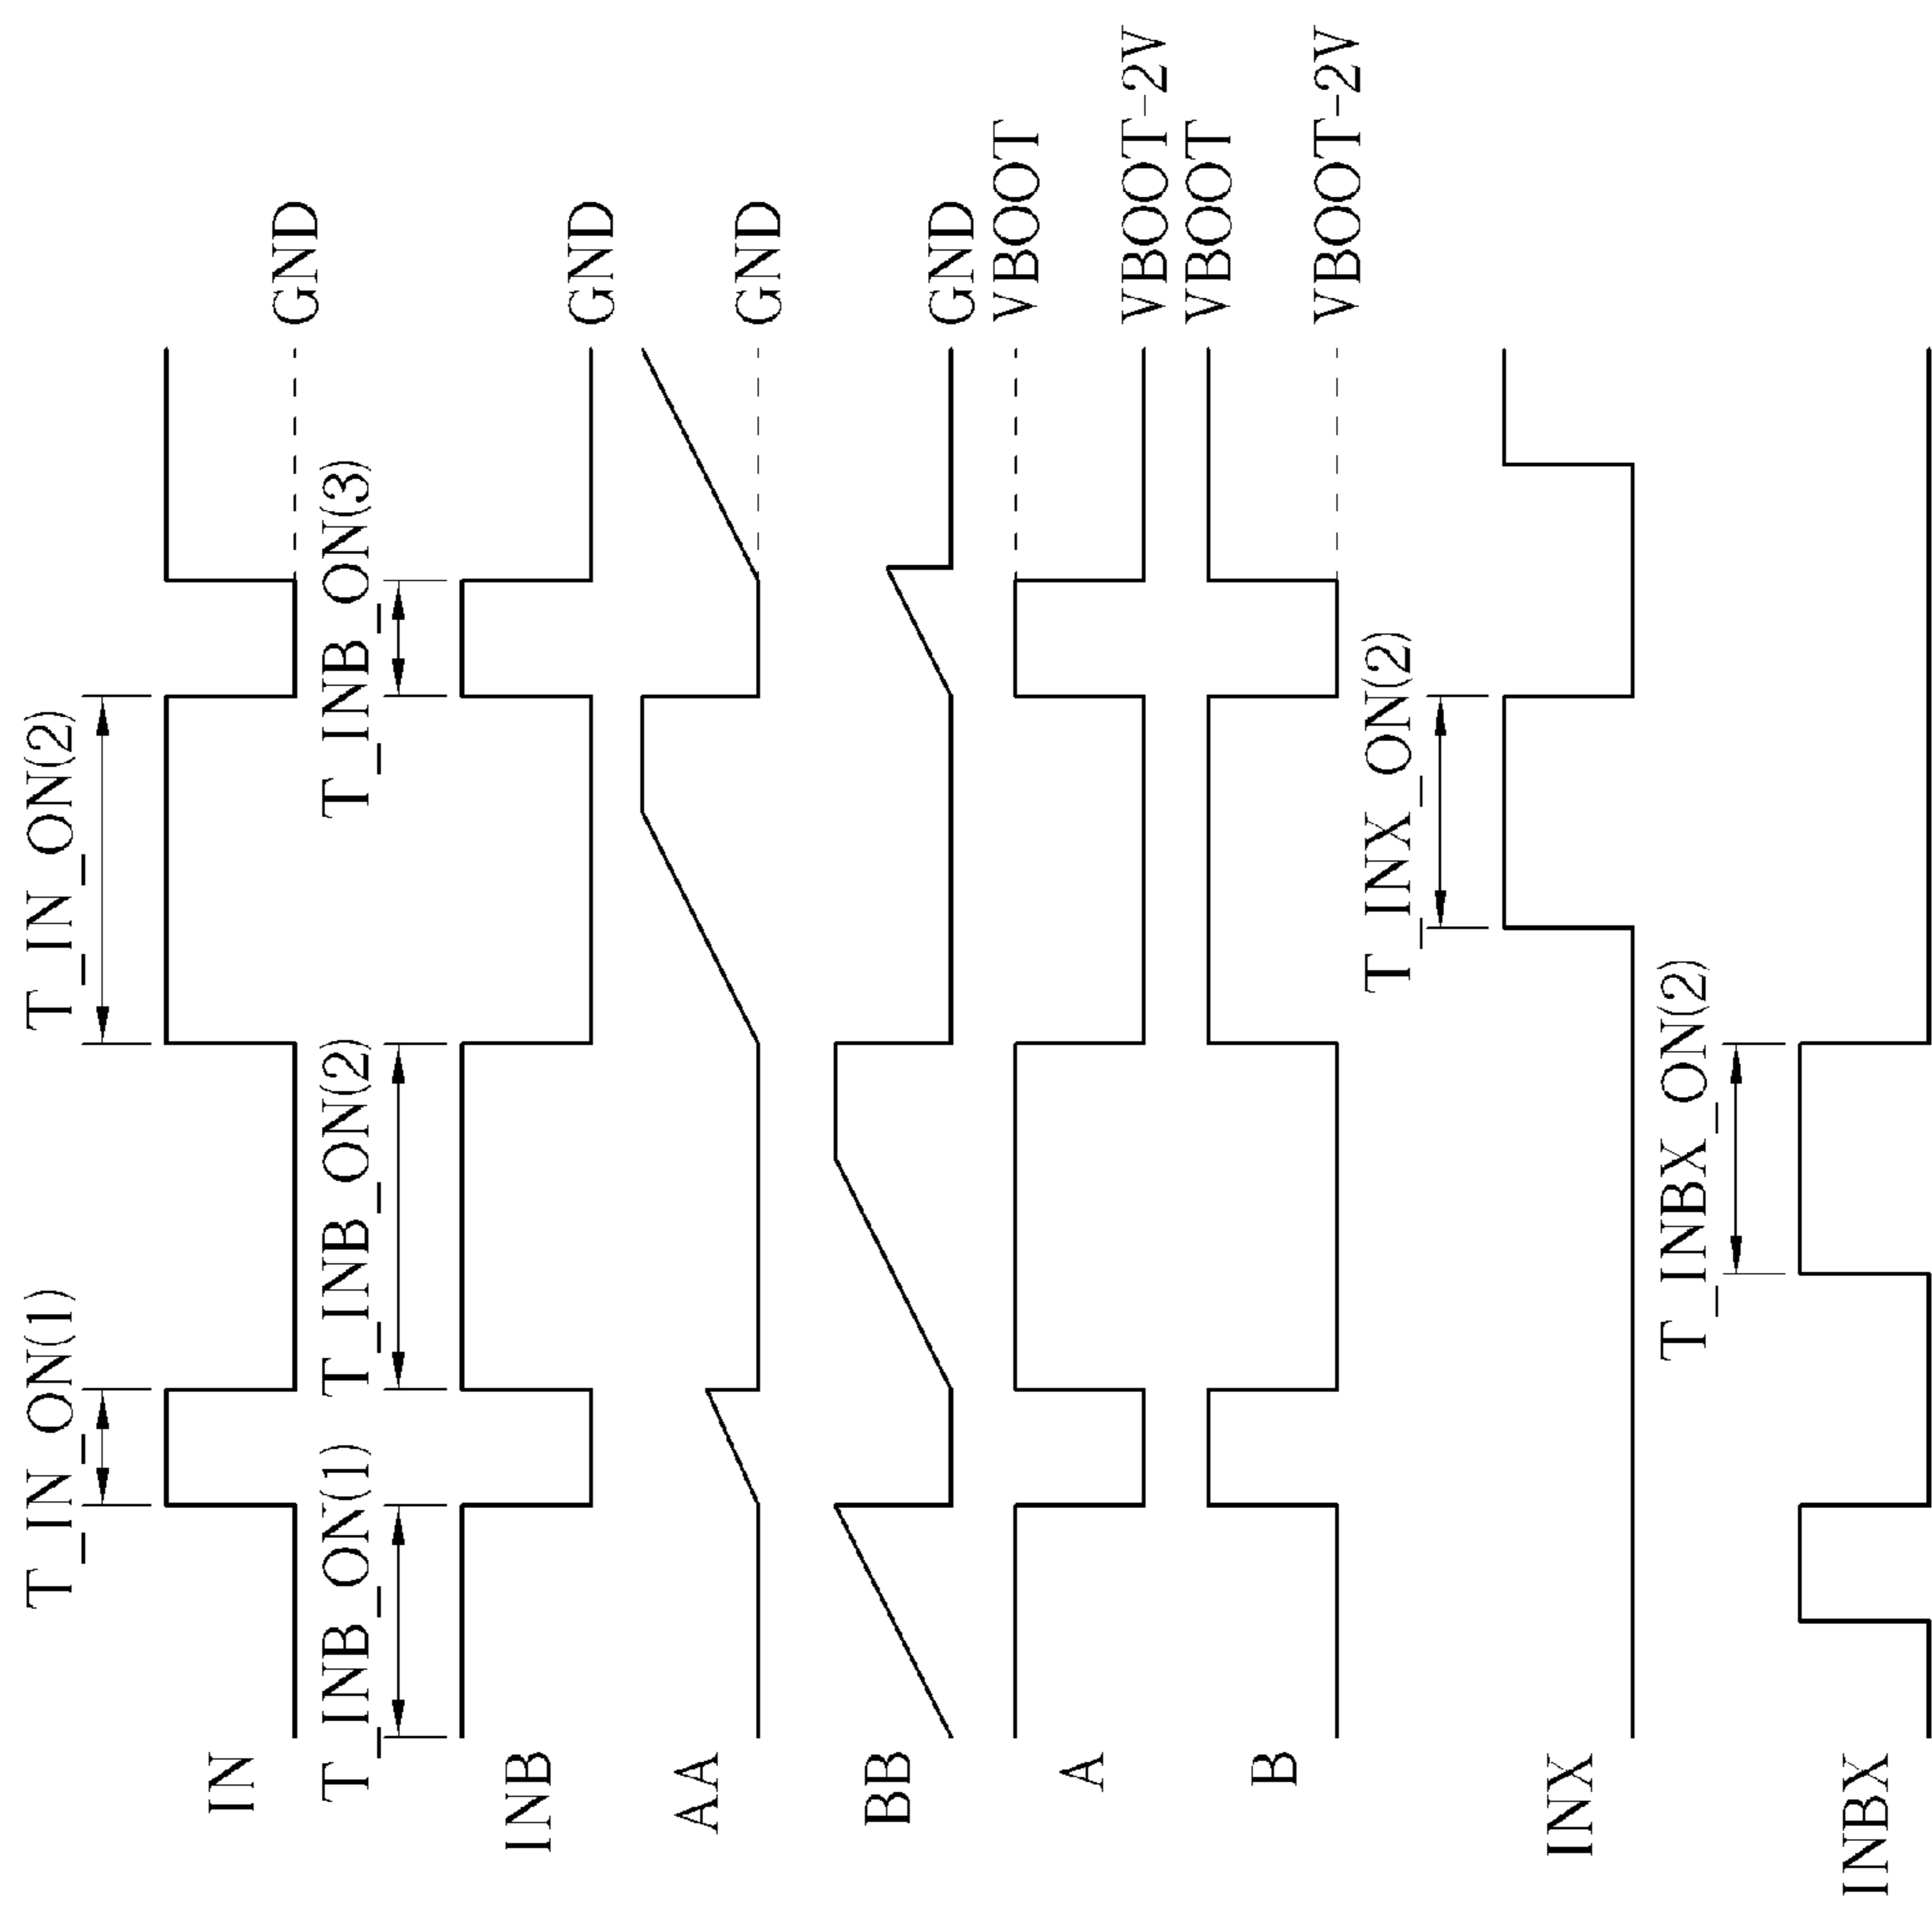 T_IN_ON(1)
T_IN_ON(2)
IN
GND
T_INB_ON(1)
T_INB_ON(2)
T_INB_ON(3)
INB
GND
AA
GND
BB
GND
VBOOT
A
VBOOT-2V
VBOOT
B
VBOOT-2V
T_INX_ON(2)
INX
T_INBX_ON(2)
INBX